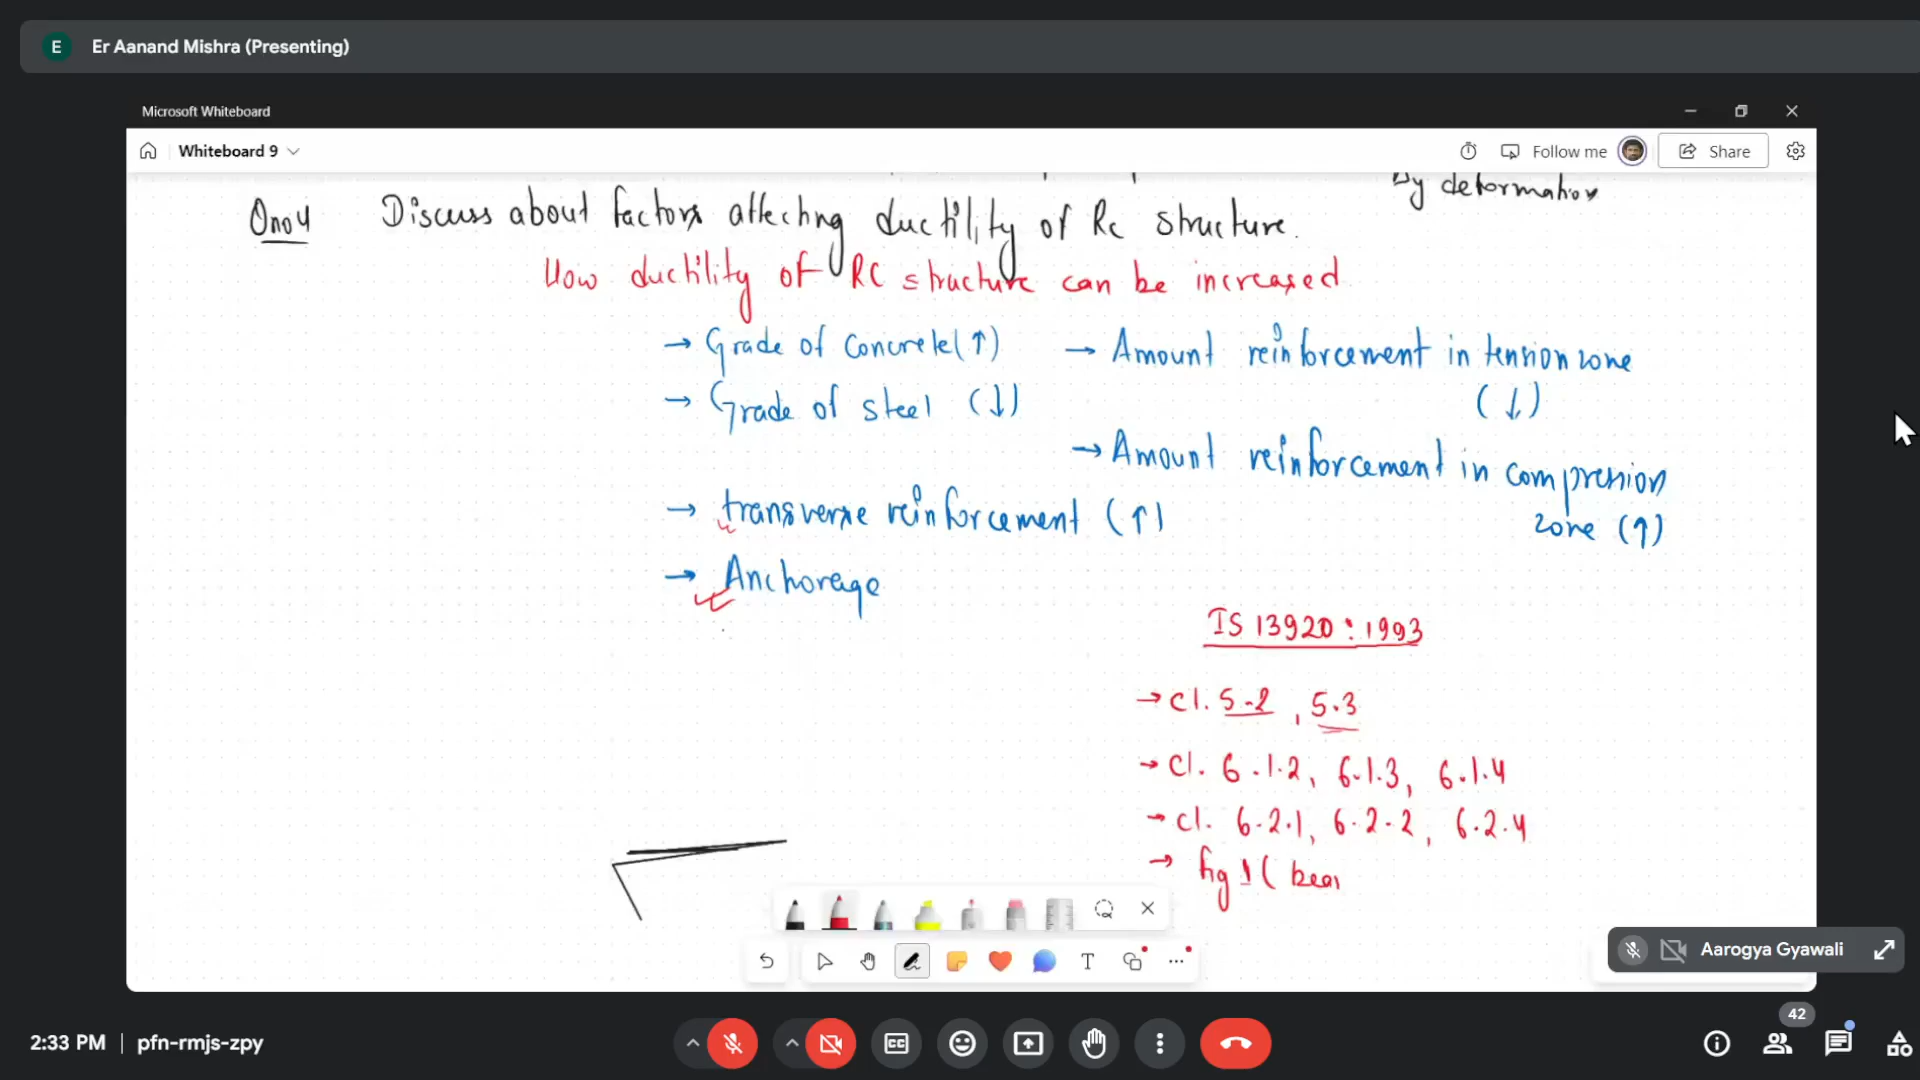 E Er Aanand Mishra (Presenting)
Microsoft Whiteboard
Whiteboard 9
Follow me
Share
by deformation
Qno4 Discuss about factors affecting ductility of Rc structure.
How ductility of RC structure can be increased
→ Grade of concrete(↑)
→ Amount reinforcement in tension zone
(↓)
→ Grade of steel (↓)
→ Amount reinforcement in compression
zone (↑)
→ transverse reinforcement (↑)
→ Anchorage
IS 13920:1993
→ cl. 5.2, 5.3
→ cl. 6.1.2, 6.1.3, 6.1.4
→ cl. 6.2.1, 6.2.2, 6.2.4
→ fig 1( bea
T
Aarogya Gyawali
42
2:33 PM | pfn-rmjs-zpy
CC